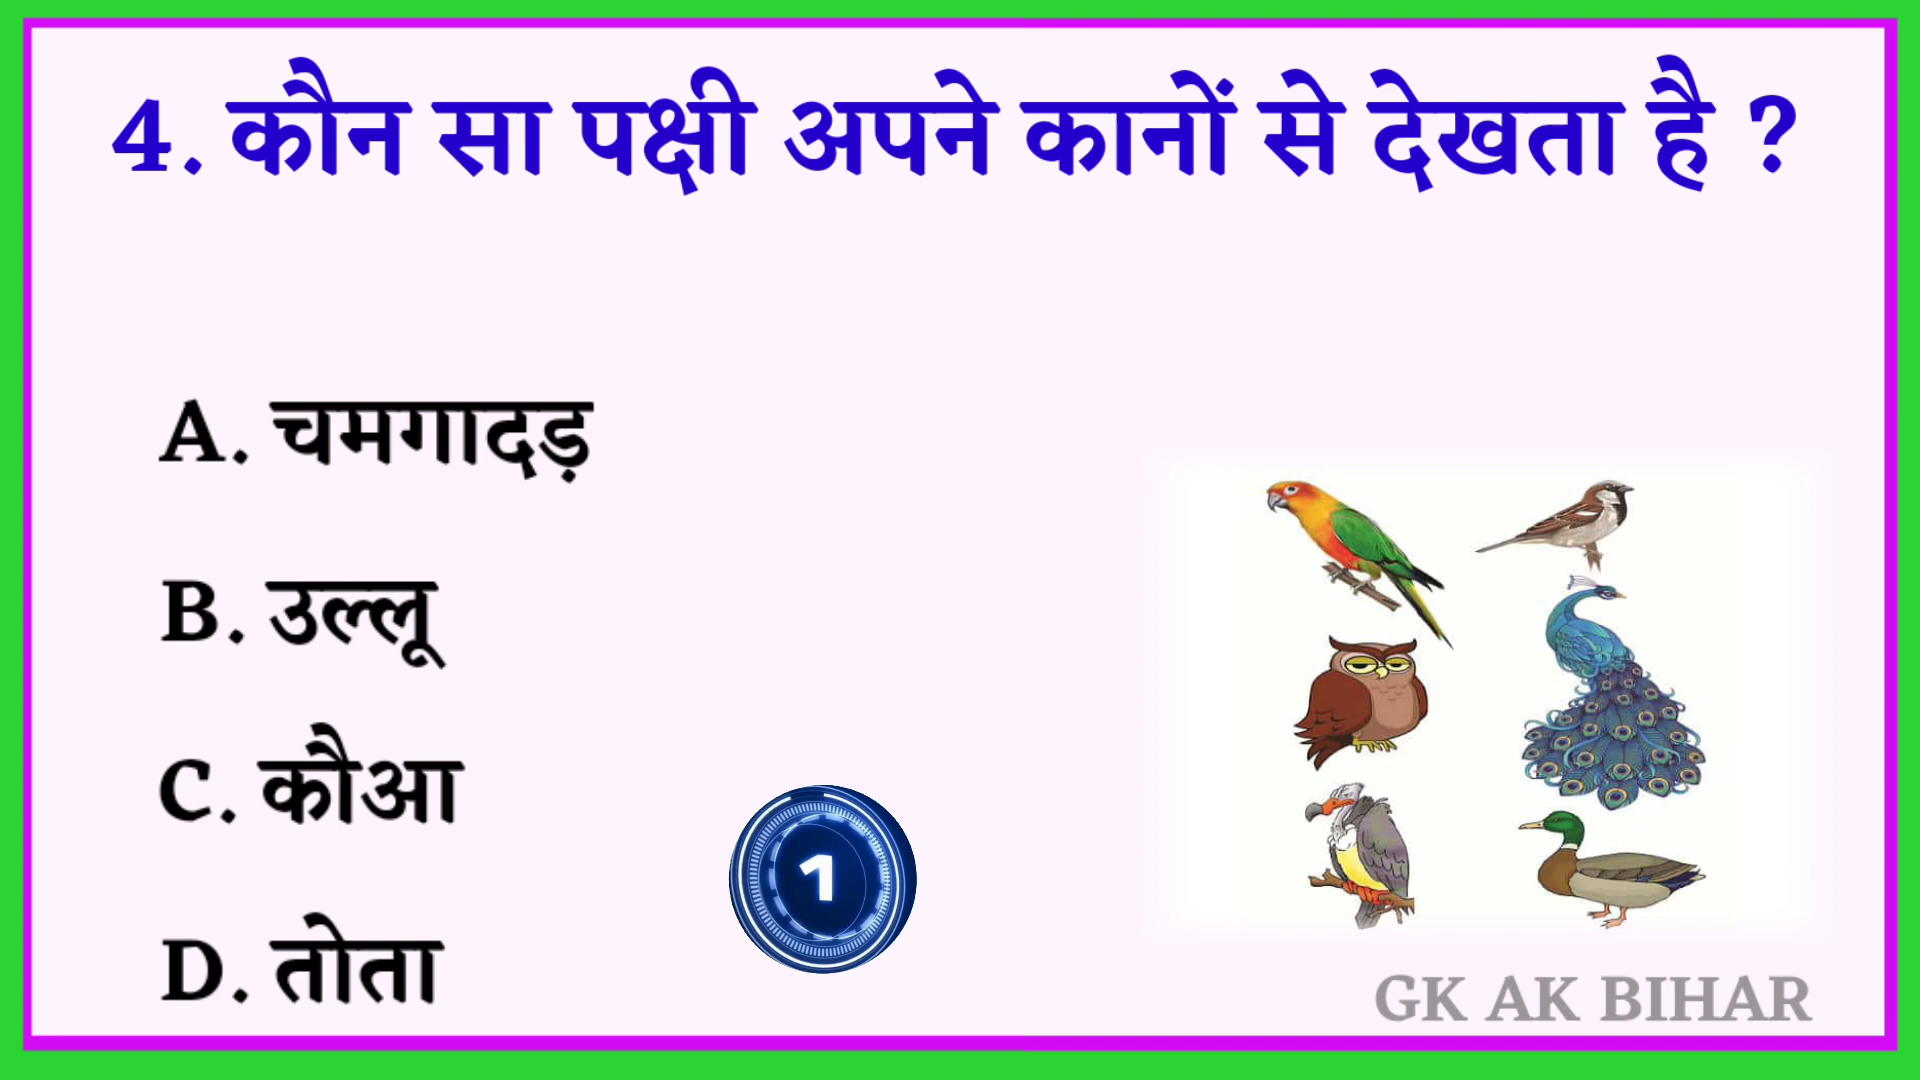 4. कौन सा पक्षी अपने कानों से देखता है ?
A. चमगादड़
B. उल्लू
C. कौआ
D. तोता
1
GK AK BIHAR